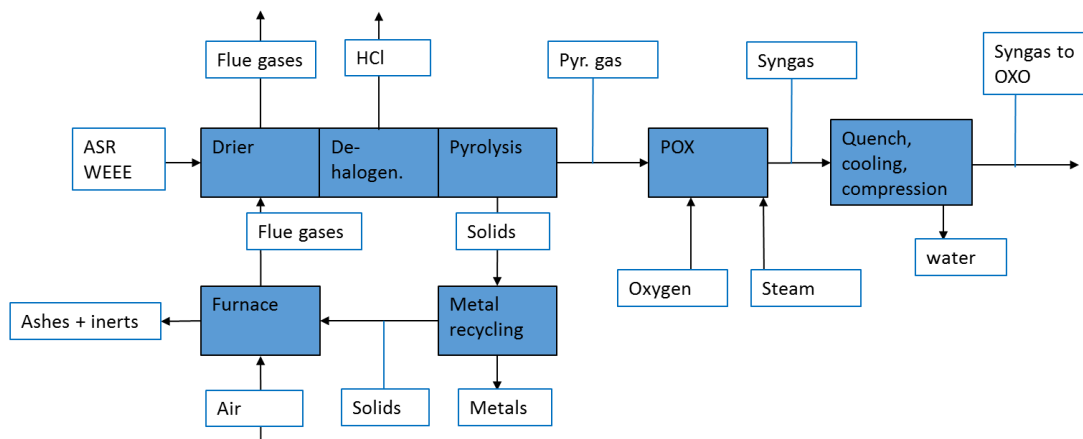 Flue gases
HCl
Pyr. gas
Syngas
Syngas to
OXO
ASR
WEEE
Drier
De-
halogen.
Pyrolysis
POX
Quench,
cooling,
compression
Flue gases
Solids
water
Oxygen
Steam
Ashes + inerts
Furnace
Metal
recycling
Air
Solids
Metals